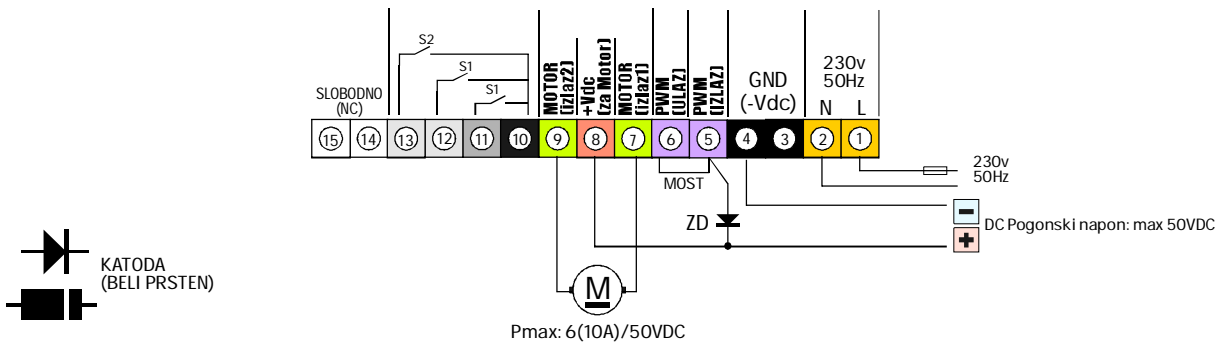 S2
S1
S1
SLOBODNO
(NC)
MOTOR
(izlaz2)
+Vdc
(za Motor)
MOTOR
(izlaz1)
PWM
(ULAZ)
PWM
(IZLAZ)
GND
(-Vdc)
230v
50Hz
N L
15 14 13 12 11 10 9 8 7 6 5 4 3 2 1
MOST
230v
50Hz
ZD
- DC Pogonski napon: max 50VDC
+
KATODA
(BELI PRSTEN)
M
Pmax: 6(10A)/50VDC